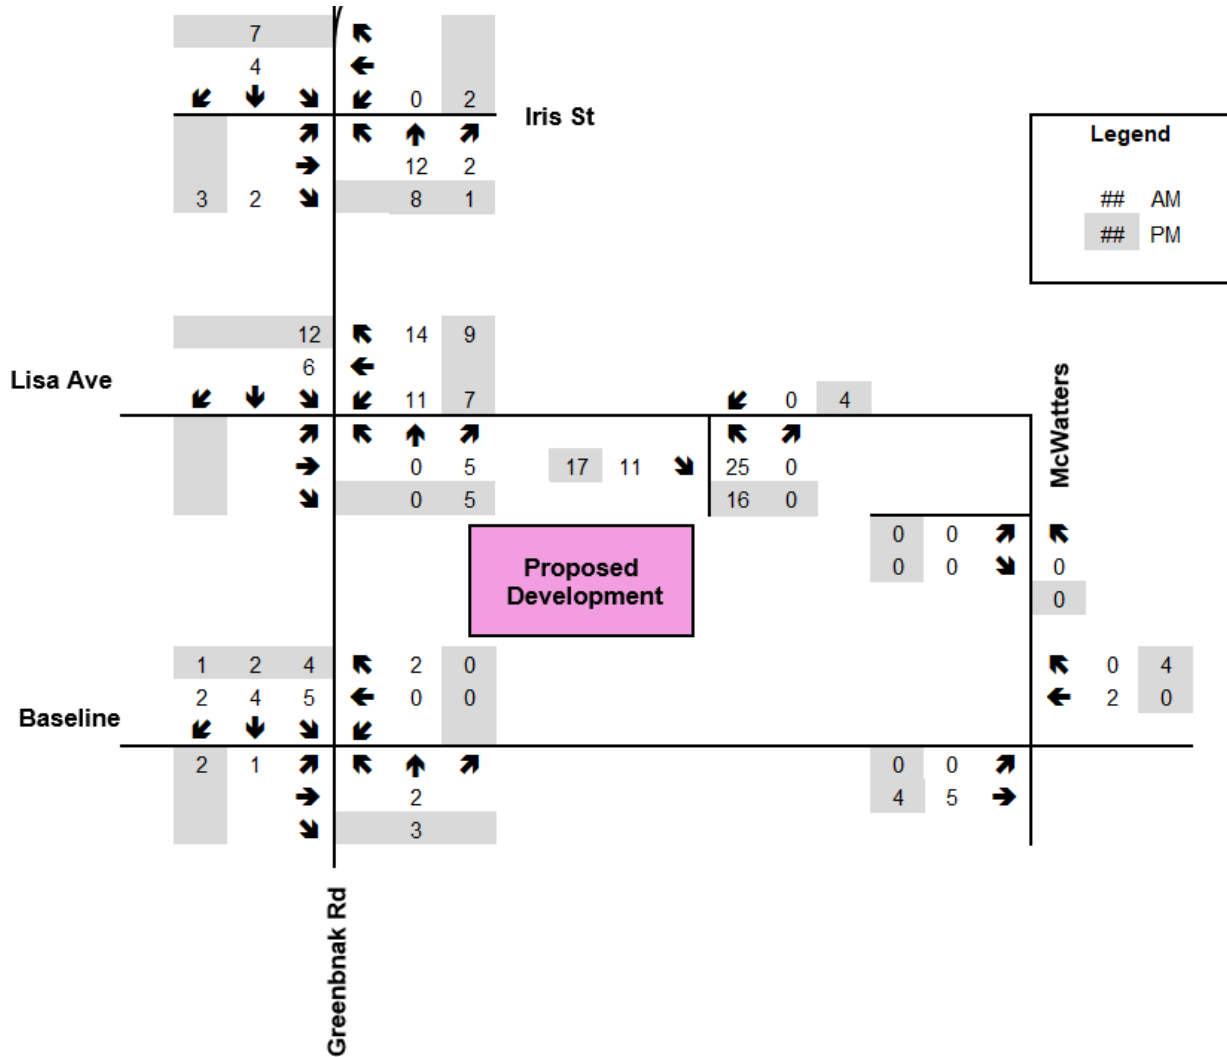 7
4
0 2
Iris St
12 2
3 2 8 1
Legend
## AM
## PM
12 14 9
6
Lisa Ave
11 7 0 4
McWatters
0 5 17 11 25 0
0 5 16 0
0 0
0 0 0
0
Proposed
Development
1 2 4 2 0 0 4
2 4 5 0 0 2 0
Baseline
2 1 0 0
2 4 5
3
Greenbnak Rd